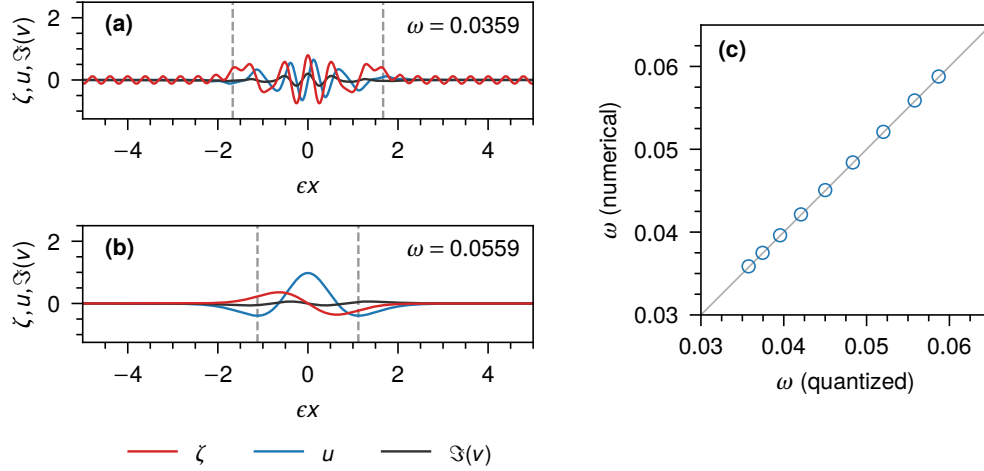 (a)
ω = 0.0359
ζ, u, ℑ(v)
2
0
−4
−2
0
2
4
ϵx
(b)
ω = 0.0559
ζ, u, ℑ(v)
2
0
−4
−2
0
2
4
ϵx
ζ
u
ℑ(v)
(c)
ω (numerical)
0.06
0.05
0.04
0.03
0.03
0.04
0.05
0.06
ω (quantized)